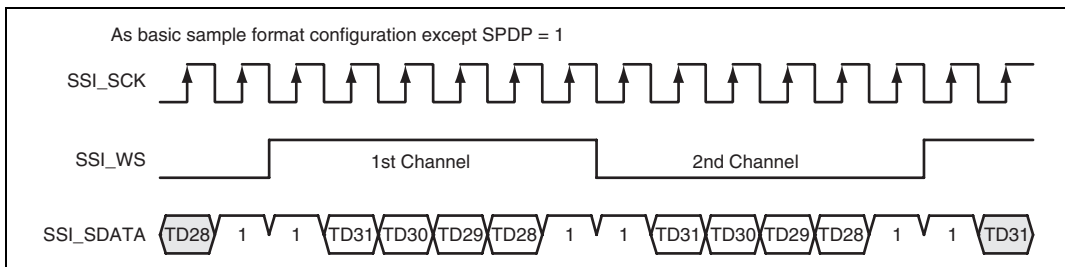 As basic sample format configuration except SPDP = 1
SSI_SCK
SSI_WS 1st Channel 2nd Channel
SSI_SDATA TD28 1 1 TD31 TD30 TD29 TD28 1 1 TD31 TD30 TD29 TD28 1 1 TD31